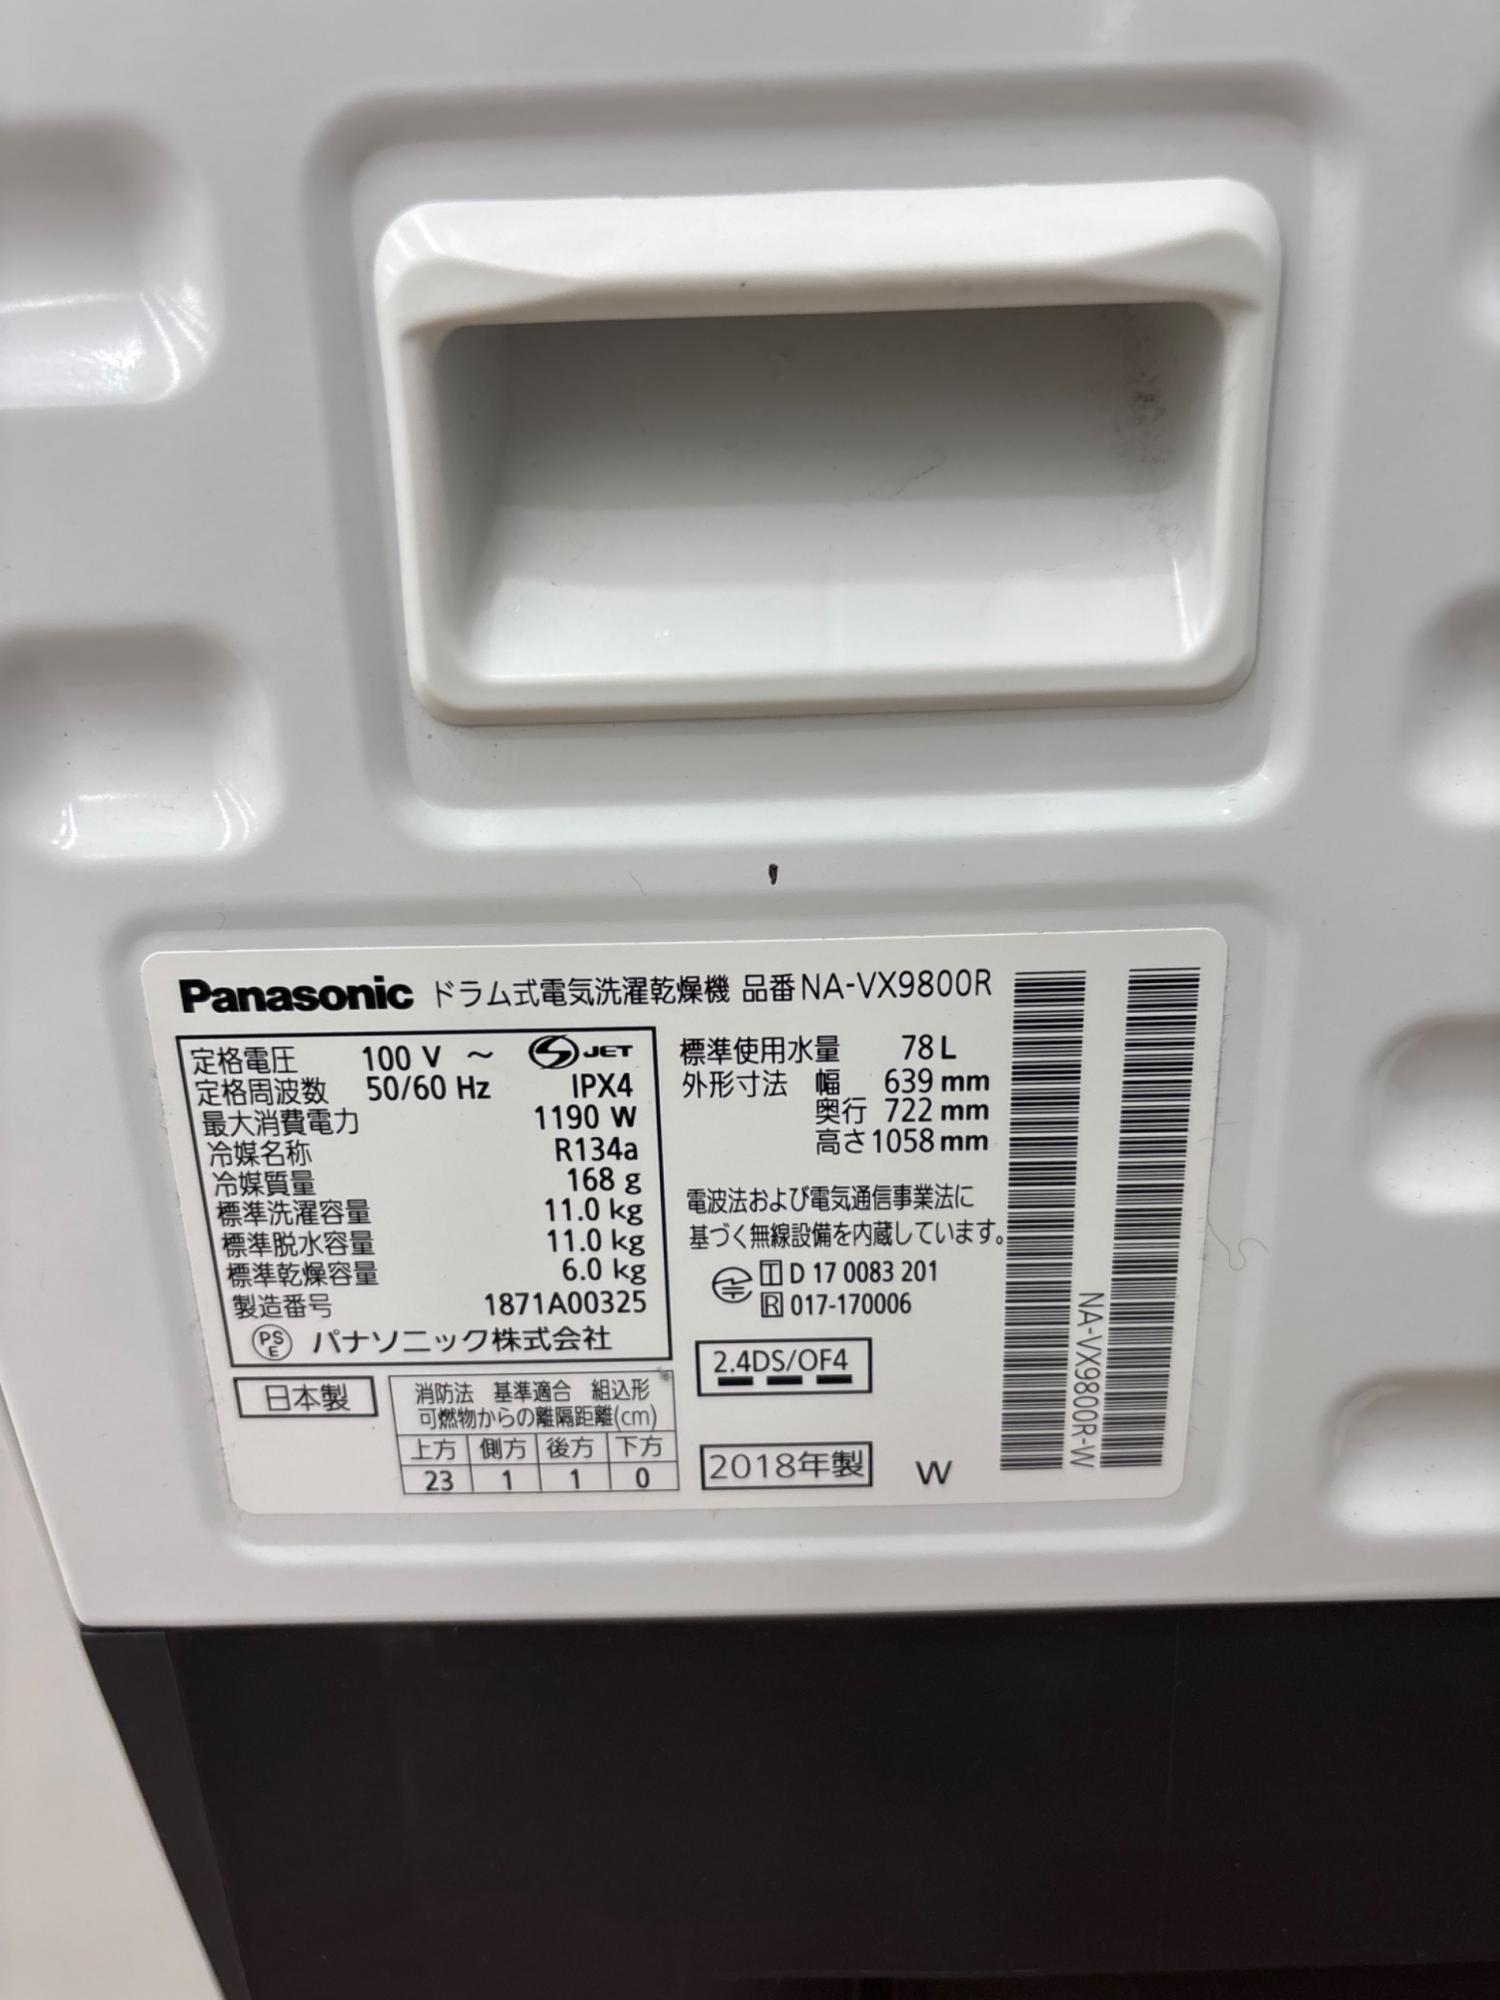 Panasonic ドラム式電気洗濯乾燥機 品番 NA-VX9800R
定格電圧 100 V ～ S JET
定格周波数 50/60 Hz IPX4
最大消費電力 1190 W
冷媒名称 R134a
冷媒質量 168 g
標準洗濯容量 11.0 kg
標準脱水容量 11.0 kg
標準乾燥容量 6.0 kg
製造番号 1871A00325
PSE パナソニック株式会社
日本製
消防法 基準適合 組込形
可燃物からの離隔距離(cm)
上方 側方 後方 下方
23 1 1 0
標準使用水量 78 L
外形寸法 幅 639 mm
奥行 722 mm
高さ 1058 mm
電波法および電気通信事業法に
基づく無線設備を内蔵しています。
T D 17 0083 201
R 017-170006
2.4DS/OF4
2018年製 W
NA-VX9800R-W